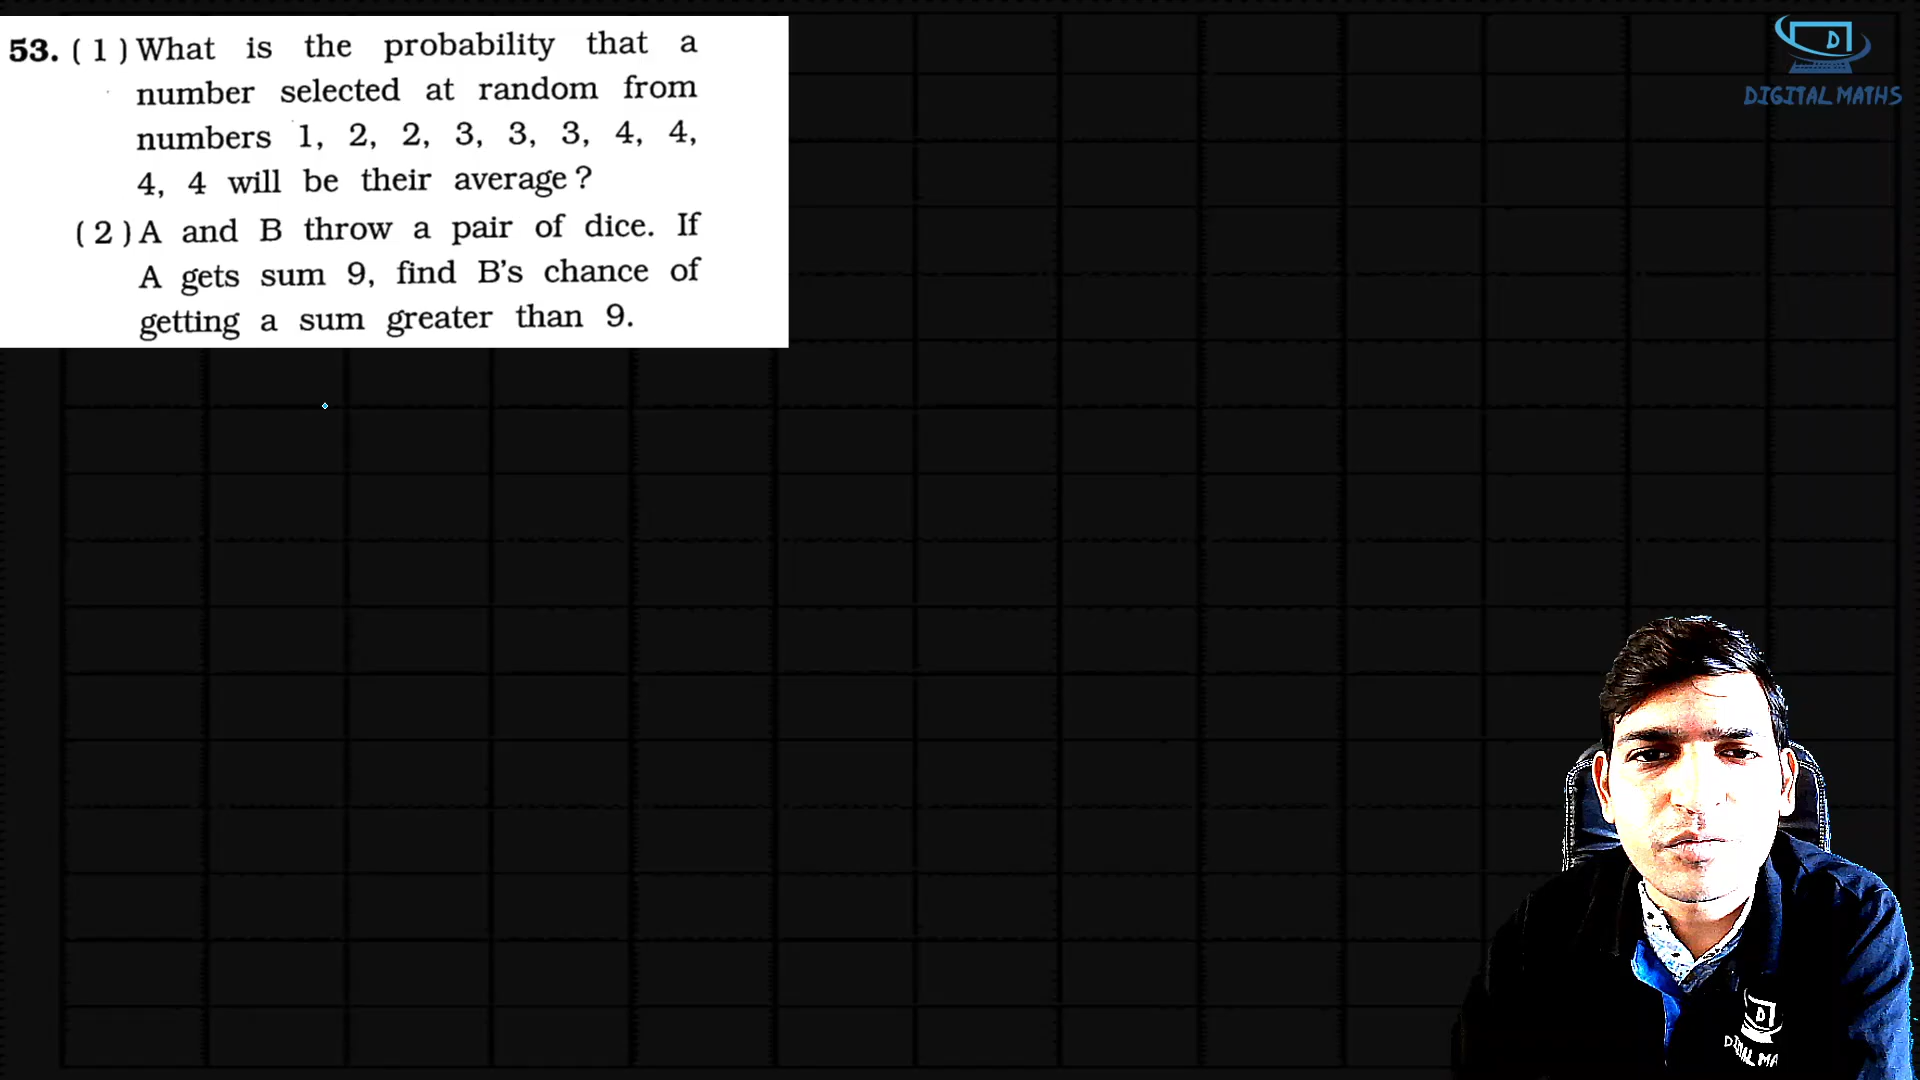 53. ( 1 ) What is the probability that a
number selected at random from
numbers 1, 2, 2, 3, 3, 3, 4, 4,
4, 4 will be their average ?
( 2 ) A and B throw a pair of dice. If
A gets sum 9, find B's chance of
getting a sum greater than 9.
D
DIGITAL MATHS
D